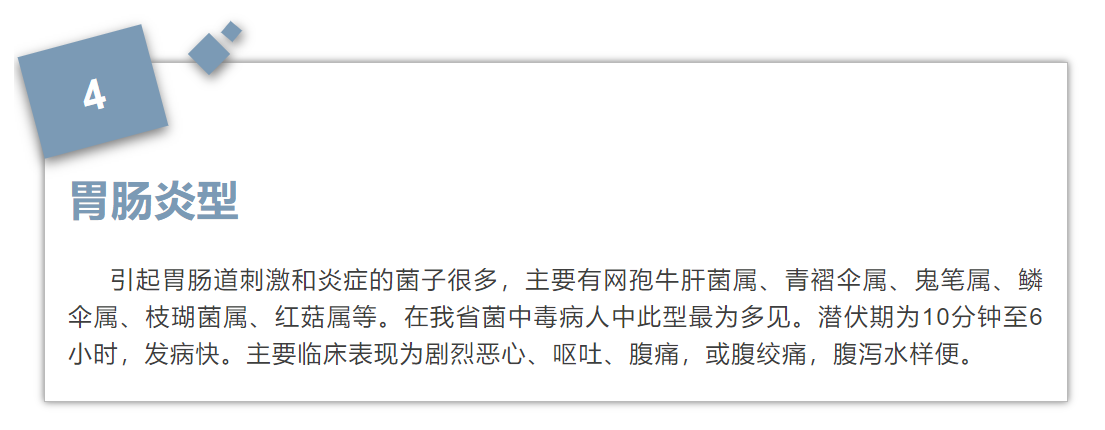 4
胃肠炎型
引起胃肠道刺激和炎症的菌子很多，主要有网孢牛肝菌属、青褶伞属、鬼笔属、鳞
伞属、枝瑚菌属、红菇属等。在我省菌中毒病人中此型最为多见。潜伏期为10分钟至6
小时，发病快。主要临床表现为剧烈恶心、呕吐、腹痛，或腹绞痛，腹泻水样便。